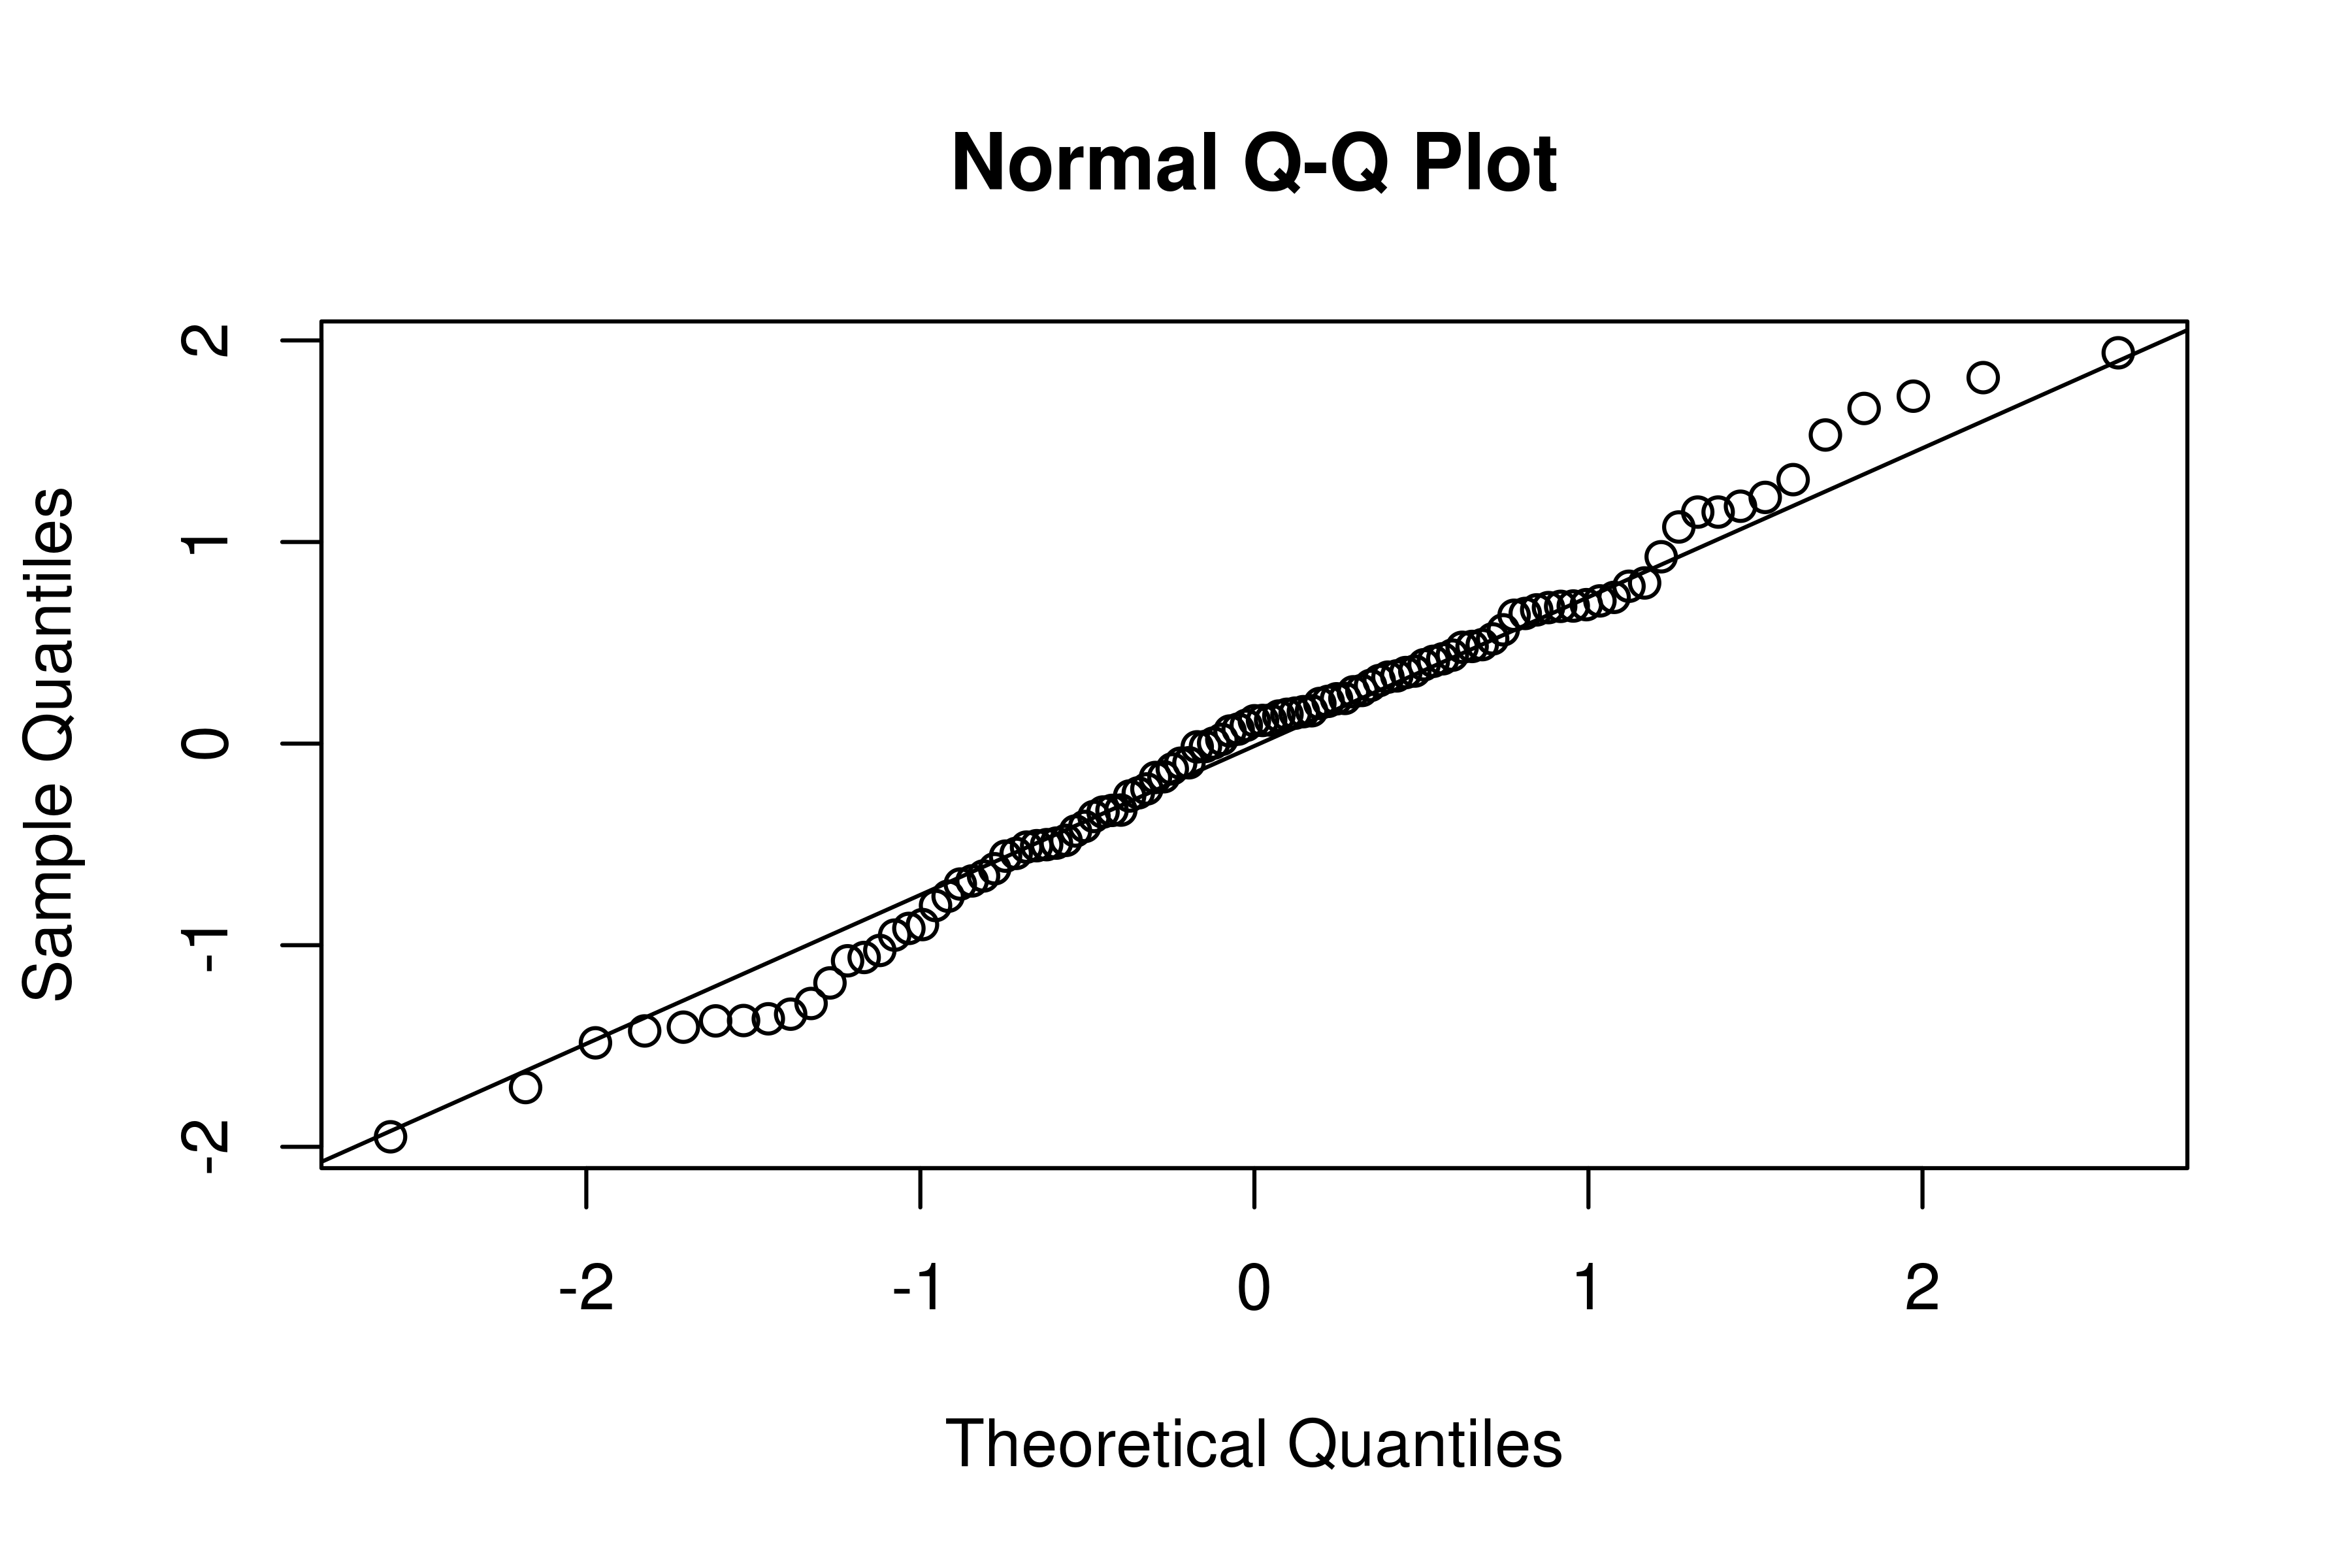 Normal Q-Q Plot
Sample Quantiles
2
1
0
-1
-2
-2 -1 0 1 2
Theoretical Quantiles